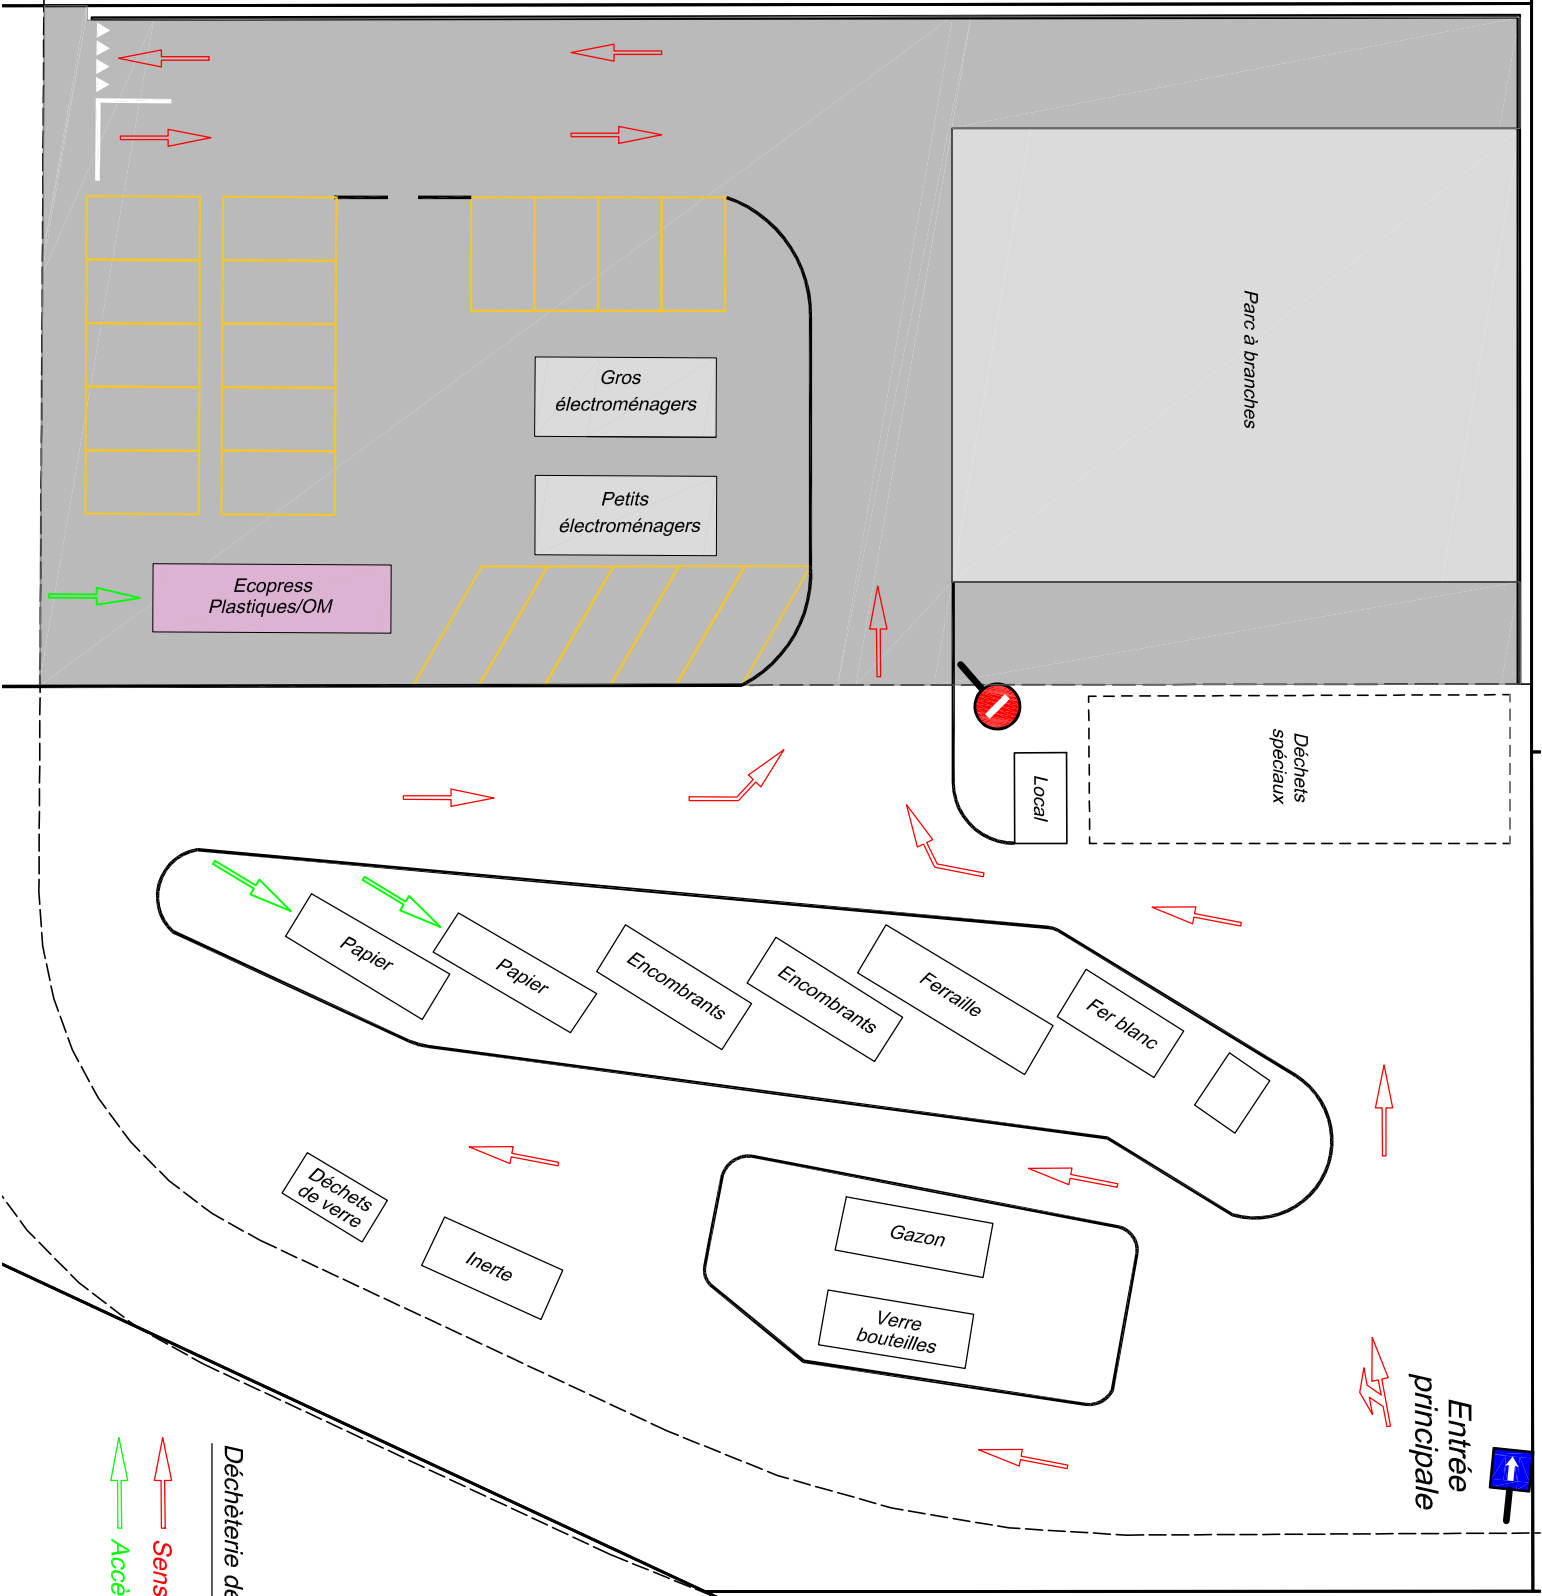 Parc à branches
Gros
électroménagers
Petits
électroménagers
Ecopress
Plastiques/OM
Déchets
spéciaux
Local
Papier
Papier
Encombrants
Encombrants
Ferraille
Fer blanc
Déchets
de verre
Inerte
Gazon
Verre
bouteilles
Entrée
principale
Déchèterie de
Sens
Accè